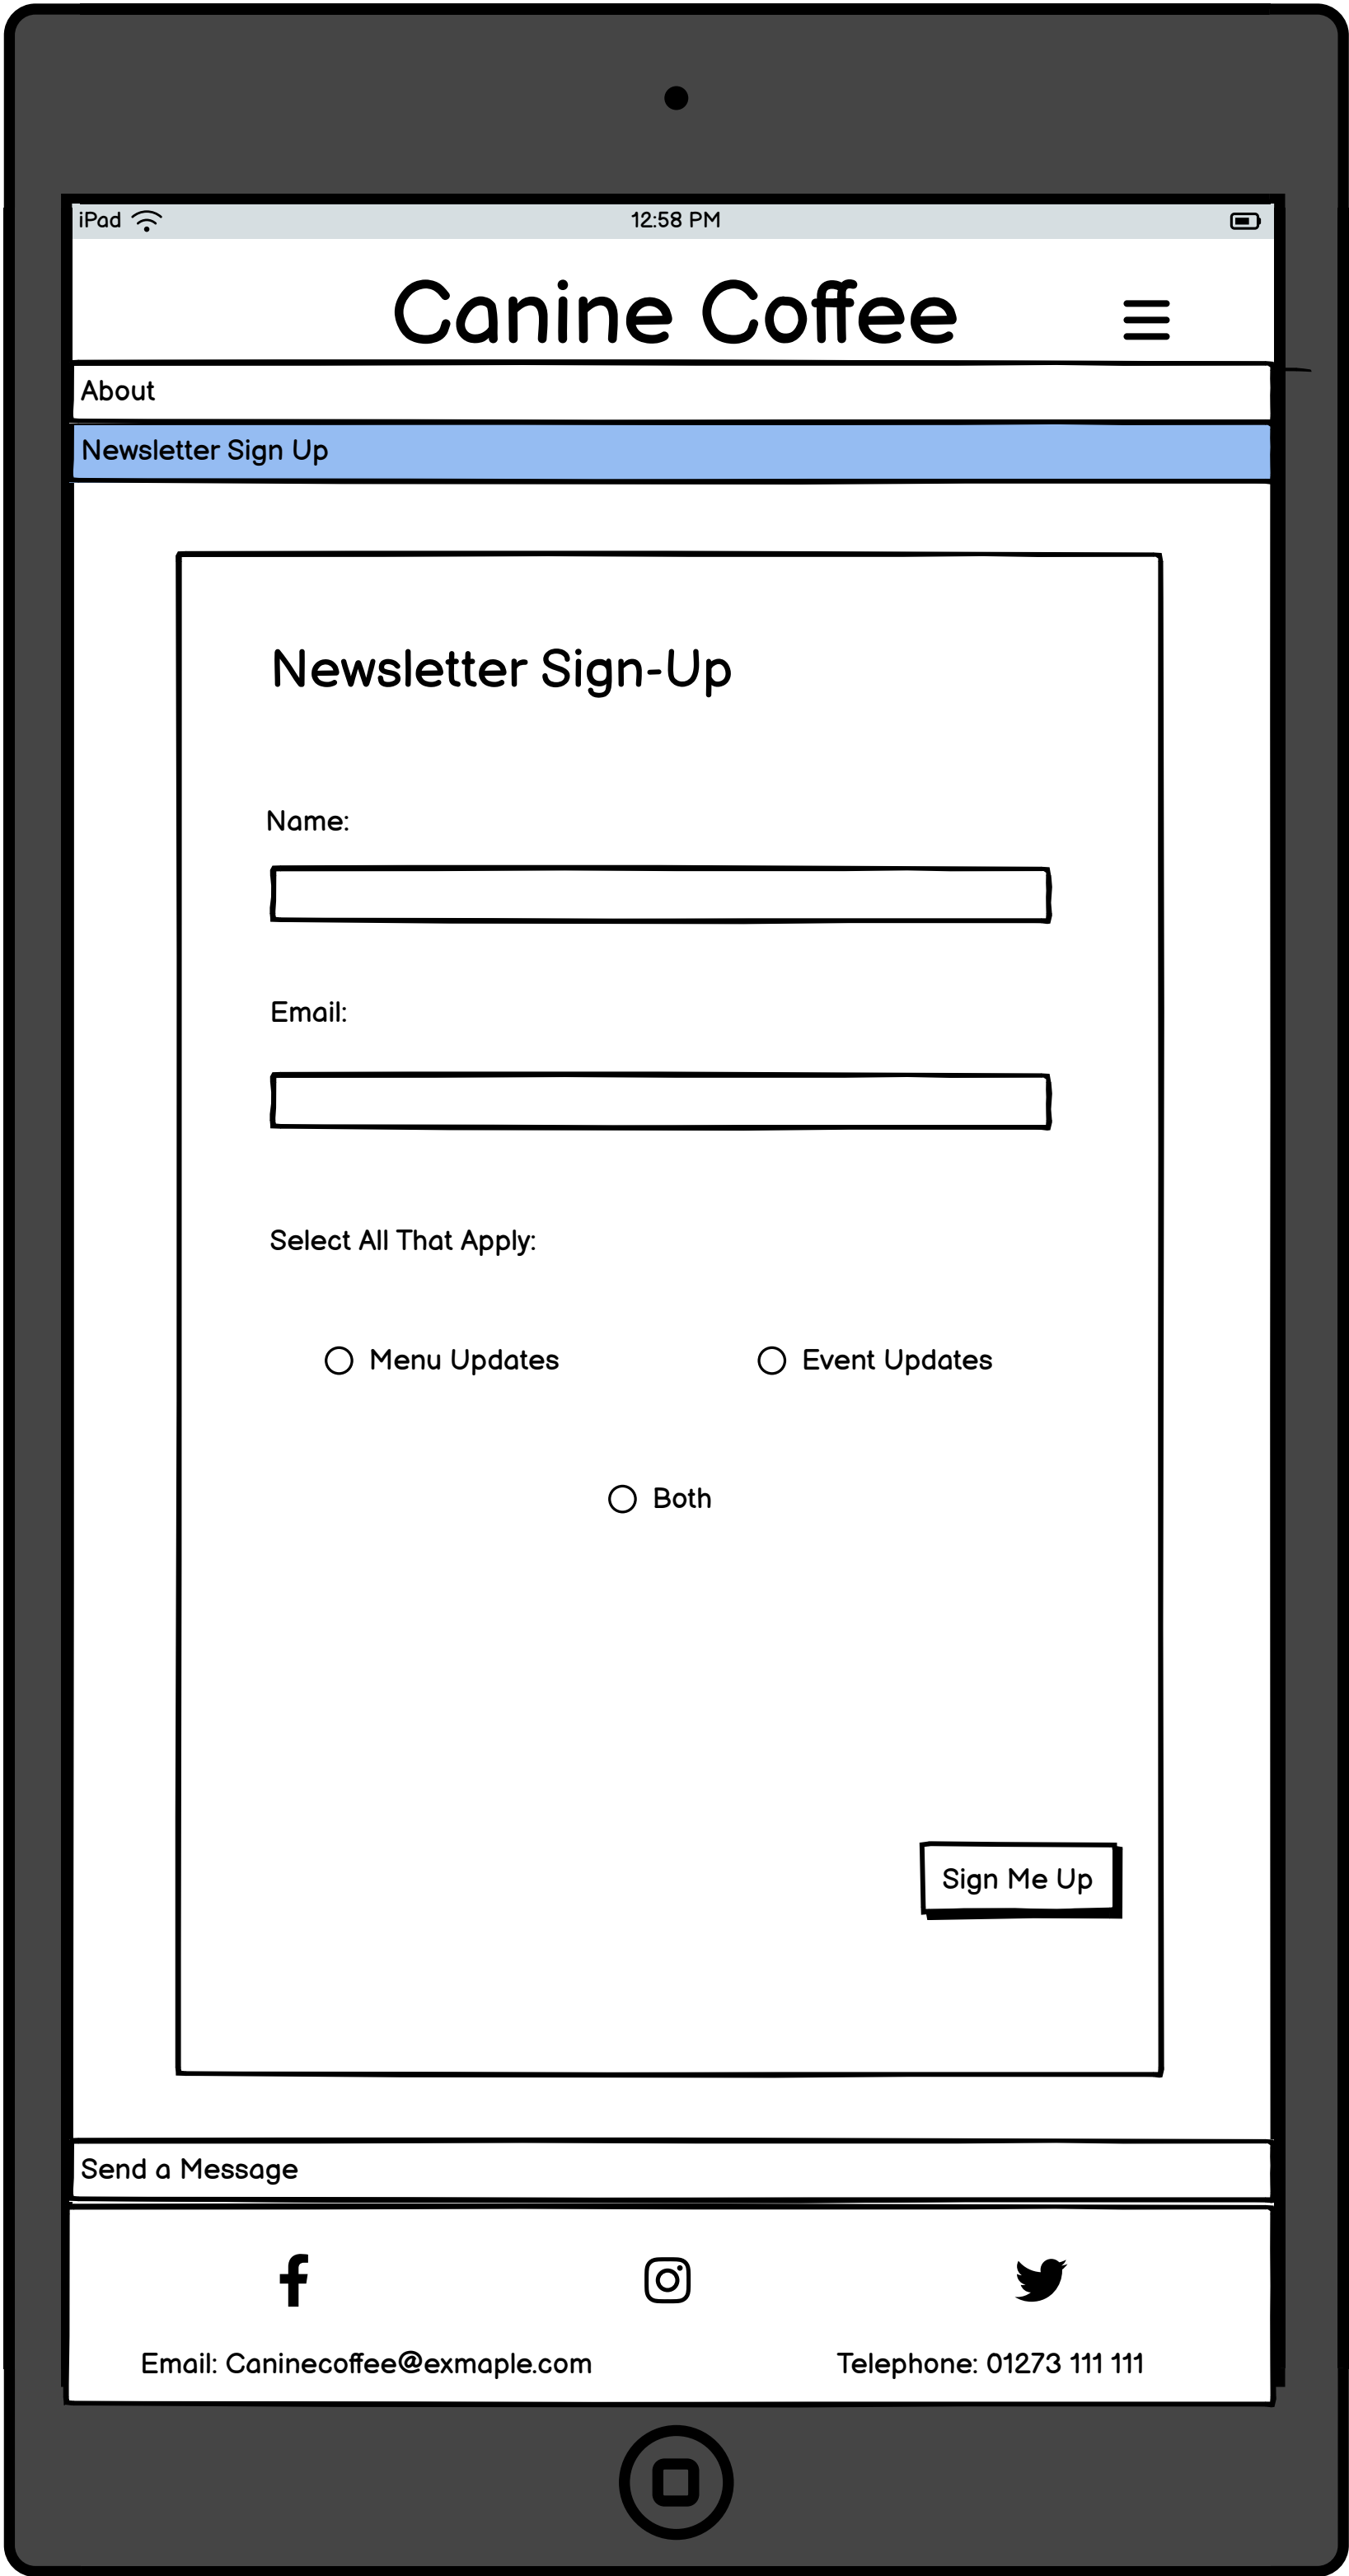 iPad 12:58 PM
Canine Coffee
About
Newsletter Sign Up
Newsletter Sign-Up
Name:
Email:
Select All That Apply:
Menu Updates Event Updates
Both
Sign Me Up
Send a Message
Email: Caninecoffee@exmaple.com Telephone: 01273 111 111